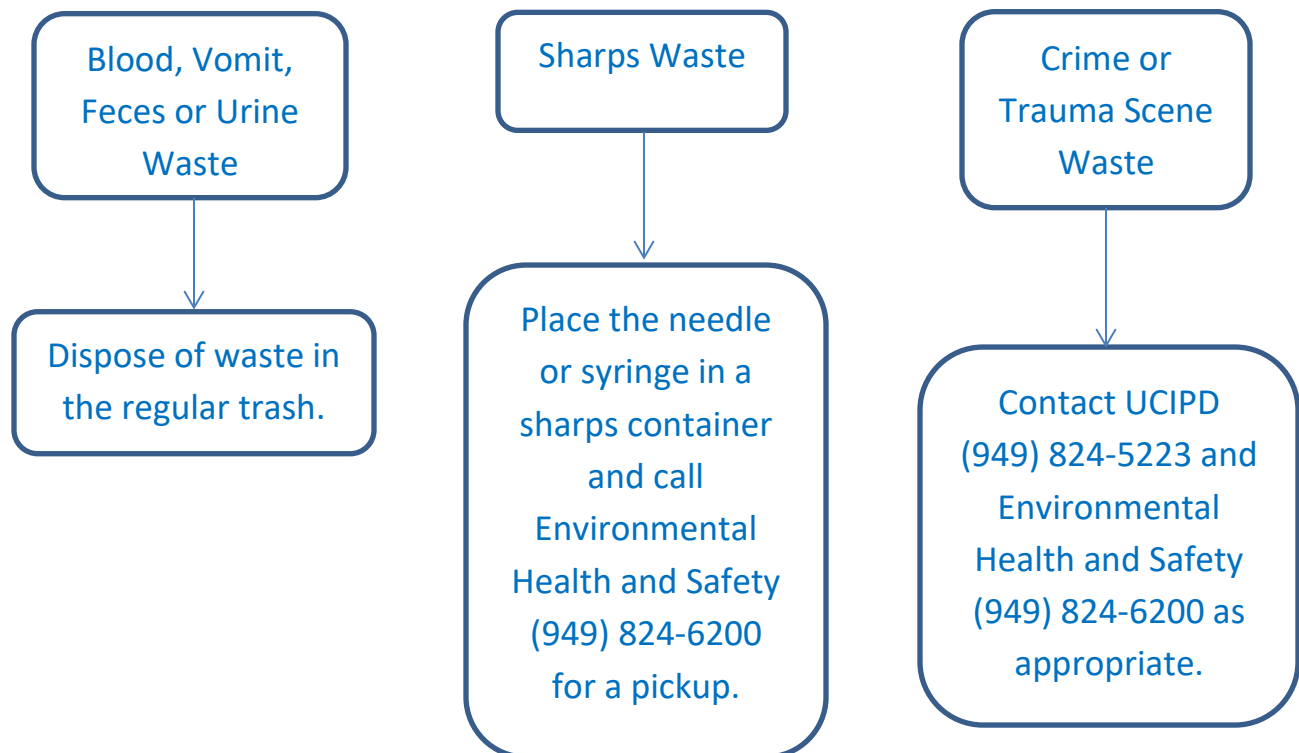 Blood, Vomit,
Feces or Urine
Waste
Dispose of waste in
the regular trash.
Sharps Waste
Place the needle
or syringe in a
sharps container
and call
Environmental
Health and Safety
(949) 824-6200
for a pickup.
Crime or
Trauma Scene
Waste
Contact UCIPD
(949) 824-5223 and
Environmental
Health and Safety
(949) 824-6200 as
appropriate.